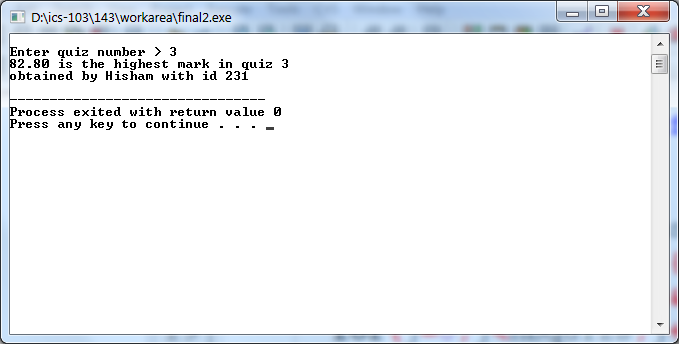 D:\ics-103\143\workarea\final2.exe
Enter quiz number > 3
82.80 is the highest mark in quiz 3
obtained by Hisham with id 231
--------------------------------
Process exited with return value 0
Press any key to continue . . . _